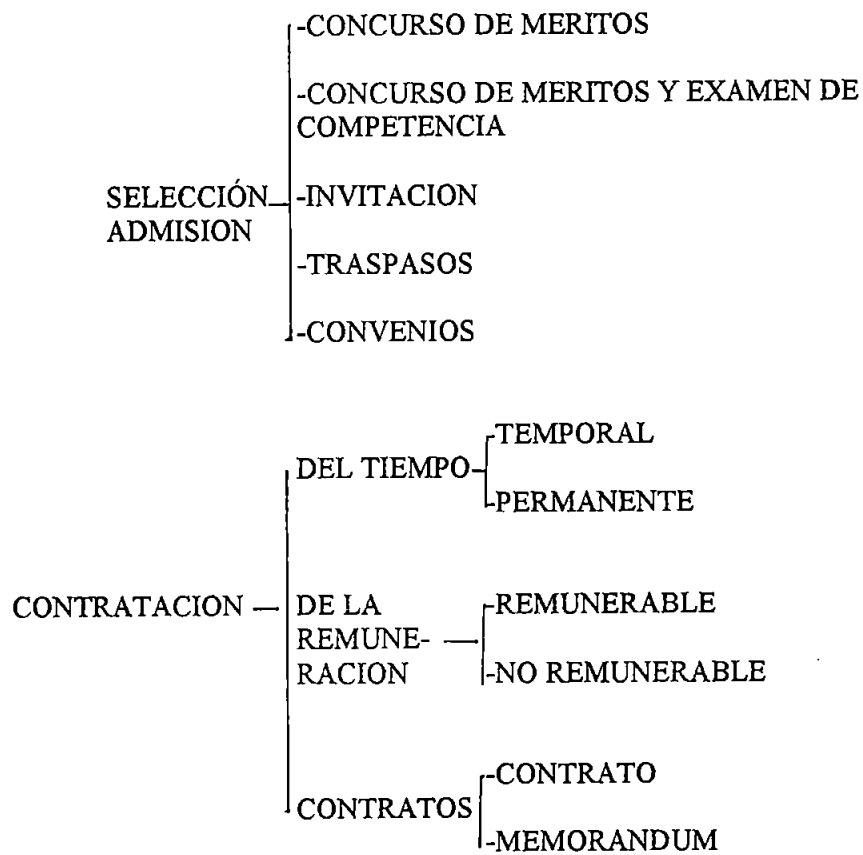 -CONCURSO DE MERITOS
-CONCURSO DE MERITOS Y EXAMEN DE
COMPETENCIA
SELECCIÓN
ADMISION
-INVITACION
-TRASPASOS
-CONVENIOS
CONTRATACION
DEL TIEMPO
-TEMPORAL
-PERMANENTE
DE LA
REMUNE-
RACION
-REMUNERABLE
-NO REMUNERABLE
CONTRATOS
-CONTRATO
-MEMORANDUM